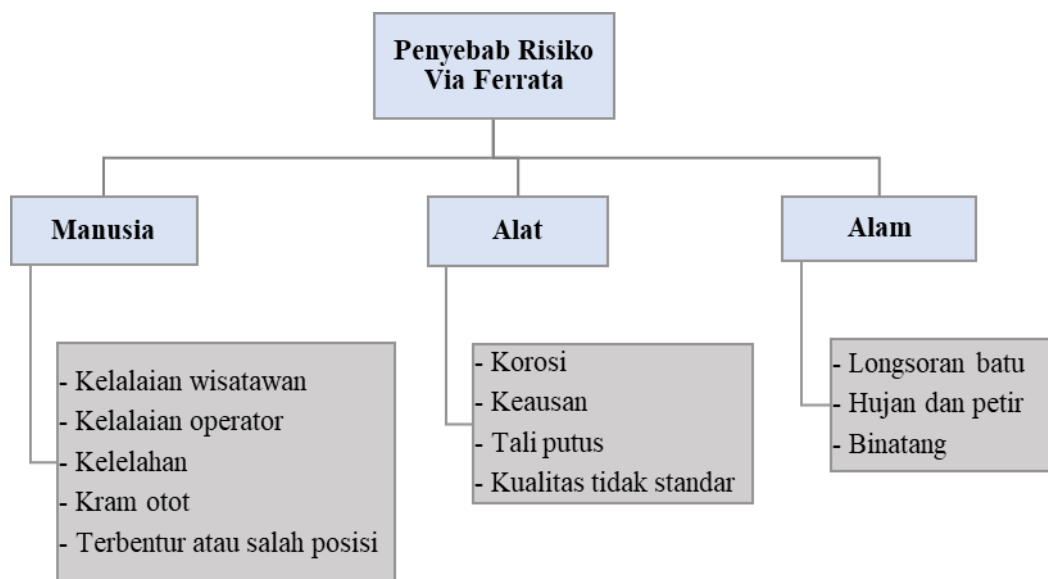 Penyebab Risiko
Via Ferrata
Manusia
Alat
Alam
- Kelalaian wisatawan
- Kelalaian operator
- Kelelahan
- Kram otot
- Terbentur atau salah posisi
- Korosi
- Keausan
- Tali putus
- Kualitas tidak standar
- Longsoran batu
- Hujan dan petir
- Binatang